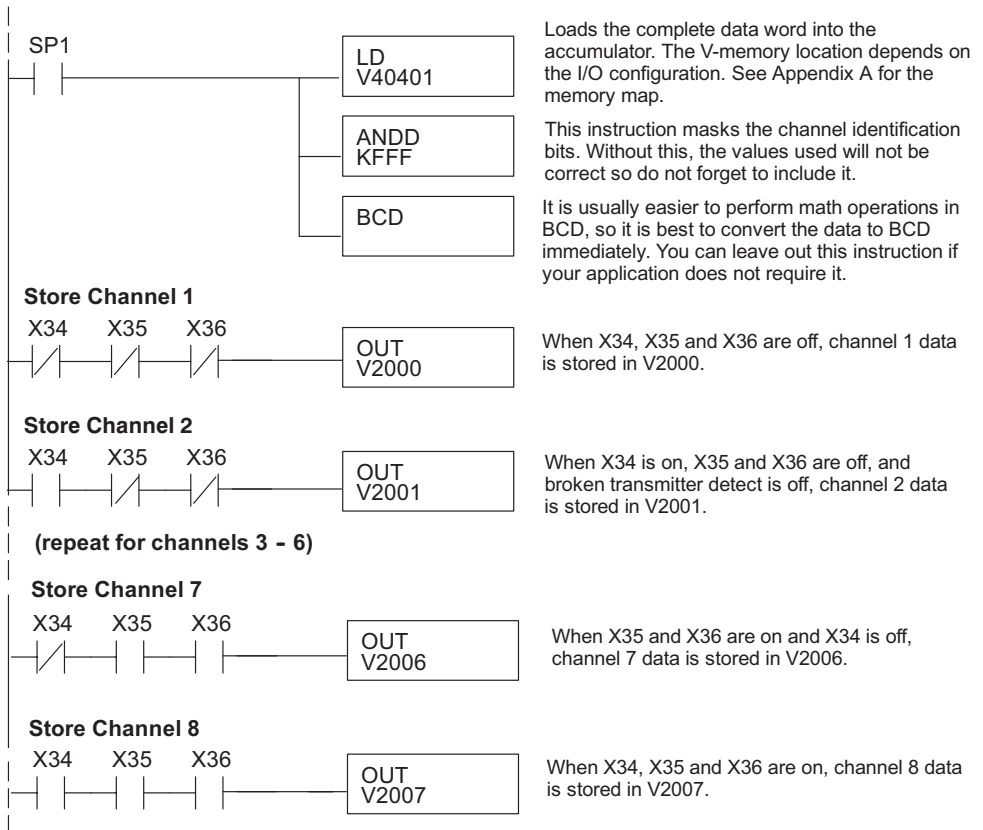 SP1
LD
V40401
Loads the complete data word into the
accumulator. The V-memory location depends on
the I/O configuration. See Appendix A for the
memory map.
ANDD
KFFF
This instruction masks the channel identification
bits. Without this, the values used will not be
correct so do not forget to include it.
BCD
It is usually easier to perform math operations in
BCD, so it is best to convert the data to BCD
immediately. You can leave out this instruction if
your application does not require it.
Store Channel 1
X34 X35 X36
OUT
V2000
When X34, X35 and X36 are off, channel 1 data
is stored in V2000.
Store Channel 2
X34 X35 X36
OUT
V2001
When X34 is on, X35 and X36 are off, and
broken transmitter detect is off, channel 2 data
is stored in V2001.
(repeat for channels 3 - 6)
Store Channel 7
X34 X35 X36
OUT
V2006
When X35 and X36 are on and X34 is off,
channel 7 data is stored in V2006.
Store Channel 8
X34 X35 X36
OUT
V2007
When X34, X35 and X36 are on, channel 8 data
is stored in V2007.